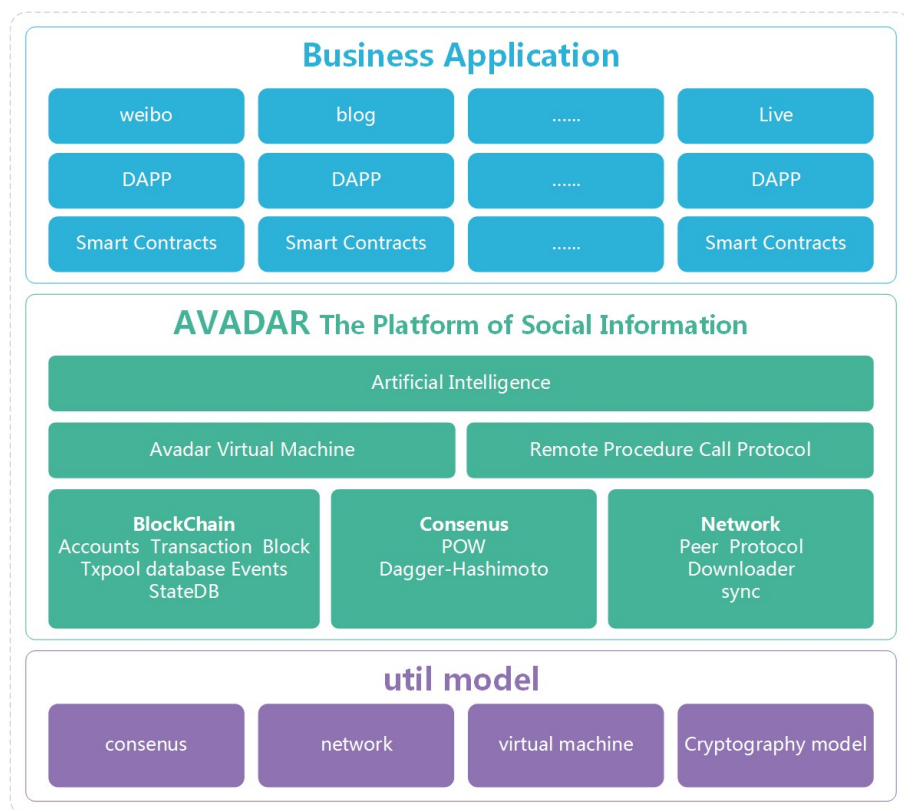 Business Application
weibo
blog
......
Live
DAPP
DAPP
......
DAPP
Smart Contracts
Smart Contracts
......
Smart Contracts
AVADAR The Platform of Social Information
Artificial Intelligence
Avadar Virtual Machine
Remote Procedure Call Protocol
BlockChain
Accounts Transaction Block
Txpool database Events
StateDB
Consenus
POW
Dagger-Hashimoto
Network
Peer Protocol
Downloader
sync
util model
consenus
network
virtual machine
Cryptography model